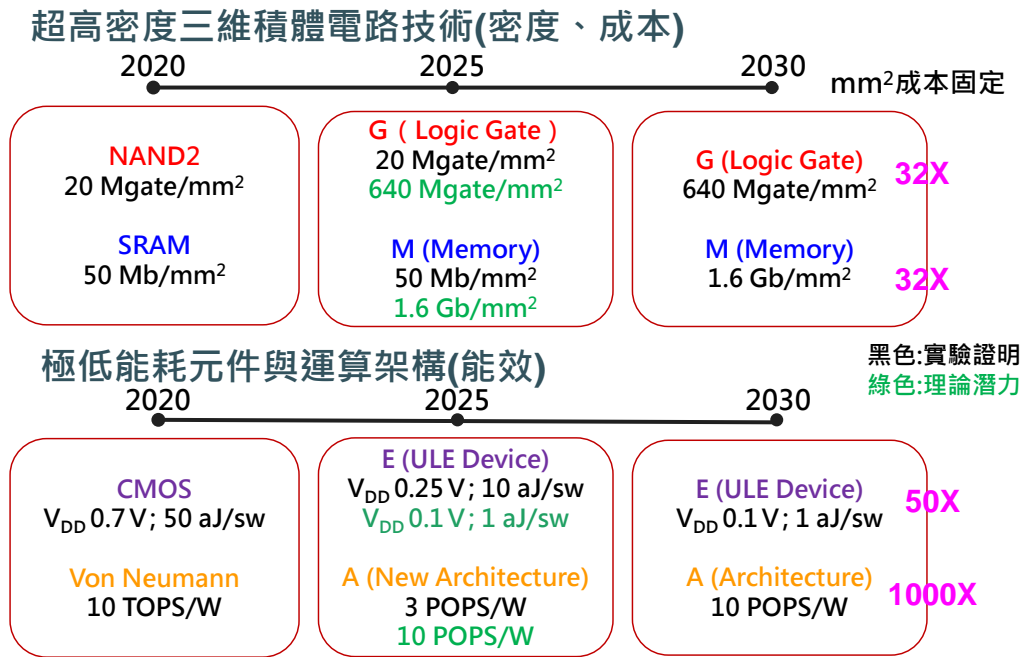 超高密度三維積體電路技術(密度、成本)
2020
2025
2030
mm²成本固定
NAND2
20 Mgate/mm²
SRAM
50 Mb/mm²
G ( Logic Gate )
20 Mgate/mm²
640 Mgate/mm²
M (Memory)
50 Mb/mm²
1.6 Gb/mm²
G (Logic Gate)
640 Mgate/mm²
M (Memory)
1.6 Gb/mm²
32X
32X
黑色:實驗證明
綠色:理論潛力
極低能耗元件與運算架構(能效)
2020
2025
2030
CMOS
V_DD 0.7 V; 50 aJ/sw
Von Neumann
10 TOPS/W
E (ULE Device)
V_DD 0.25 V; 10 aJ/sw
V_DD 0.1 V; 1 aJ/sw
A (New Architecture)
3 POPS/W
10 POPS/W
E (ULE Device)
V_DD 0.1 V; 1 aJ/sw
A (Architecture)
10 POPS/W
50X
1000X